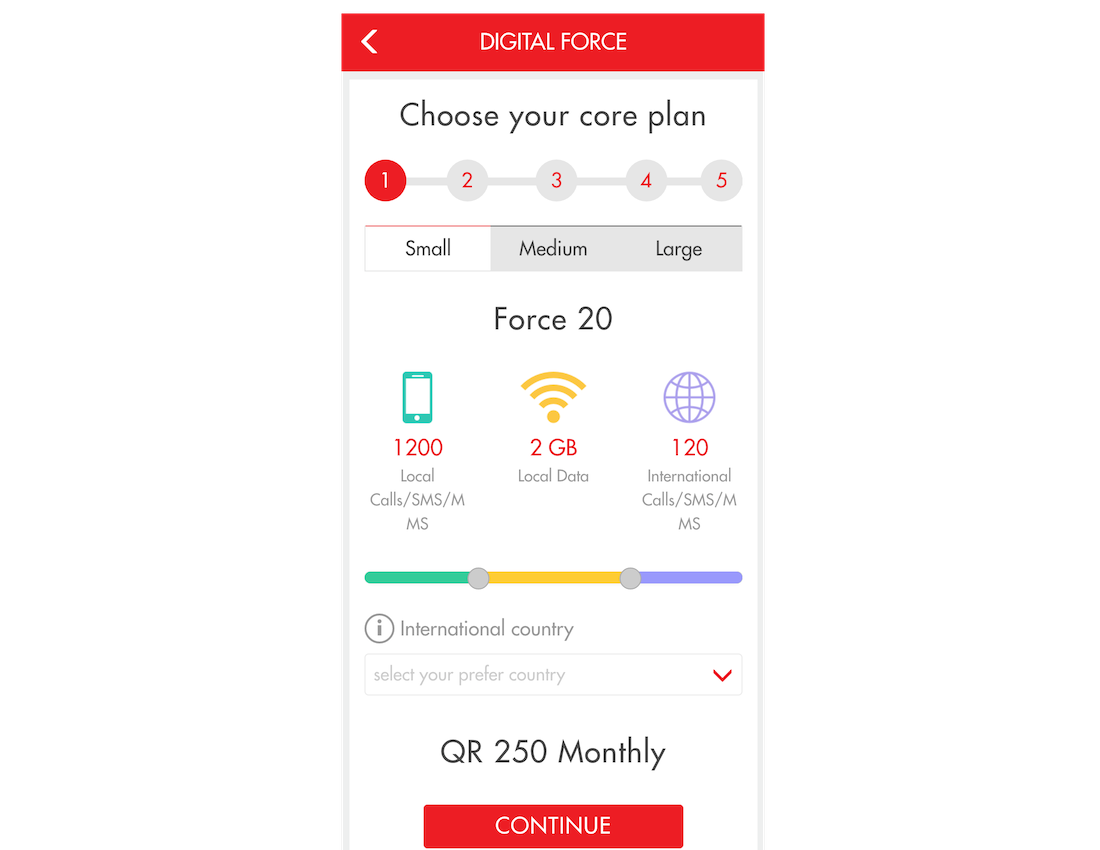 DIGITAL FORCE
Choose your core plan
1 2 3 4 5
Small Medium Large
Force 20
1200 2 GB 120
Local Local Data International
Calls/SMS/M Calls/SMS/M
MS MS
i International country
select your prefer country
QR 250 Monthly
CONTINUE